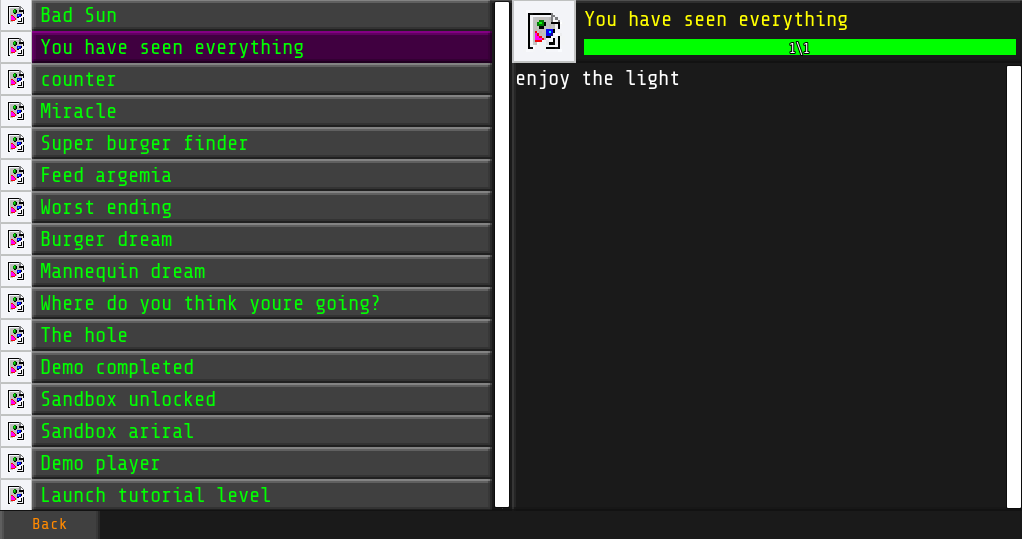 Bad Sun
You have seen everything
counter
Miracle
Super burger finder
Feed argemia
Worst ending
Burger dream
Mannequin dream
Where do you think youre going?
The hole
Demo completed
Sandbox unlocked
Sandbox ariral
Demo player
Launch tutorial level
Back
You have seen everything
1\1
enjoy the light